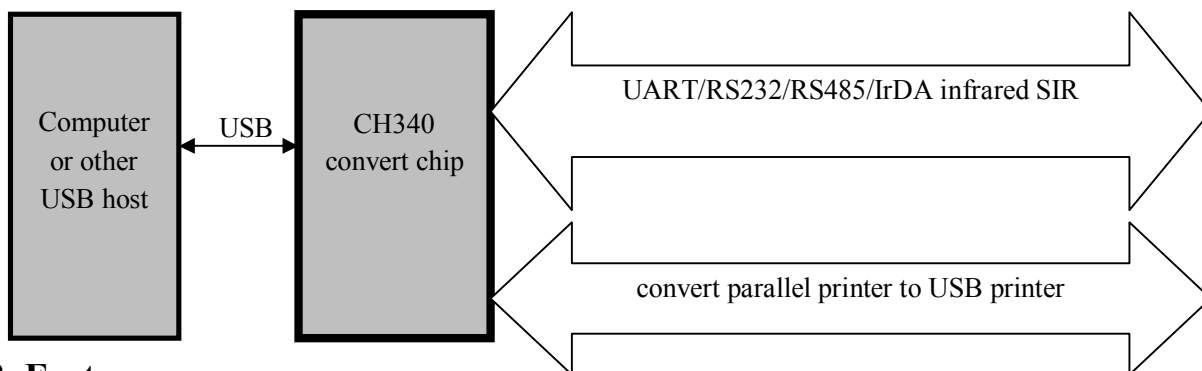 Computer
or other
USB host
USB
CH340
convert chip
UART/RS232/RS485/IrDA infrared SIR
convert parallel printer to USB printer